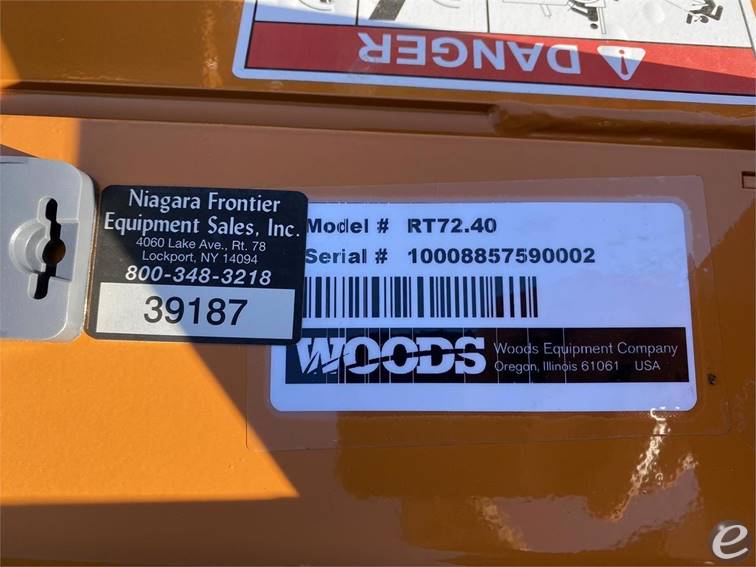 DANGER
Niagara Frontier
Equipment Sales, Inc.
4060 Lake Ave., Rt. 78
Lockport, NY 14094
800-348-3218
39187
Model # RT72.40
Serial # 10008857590002
WOODS
Woods Equipment Company
Oregon, Illinois 61061 USA
e